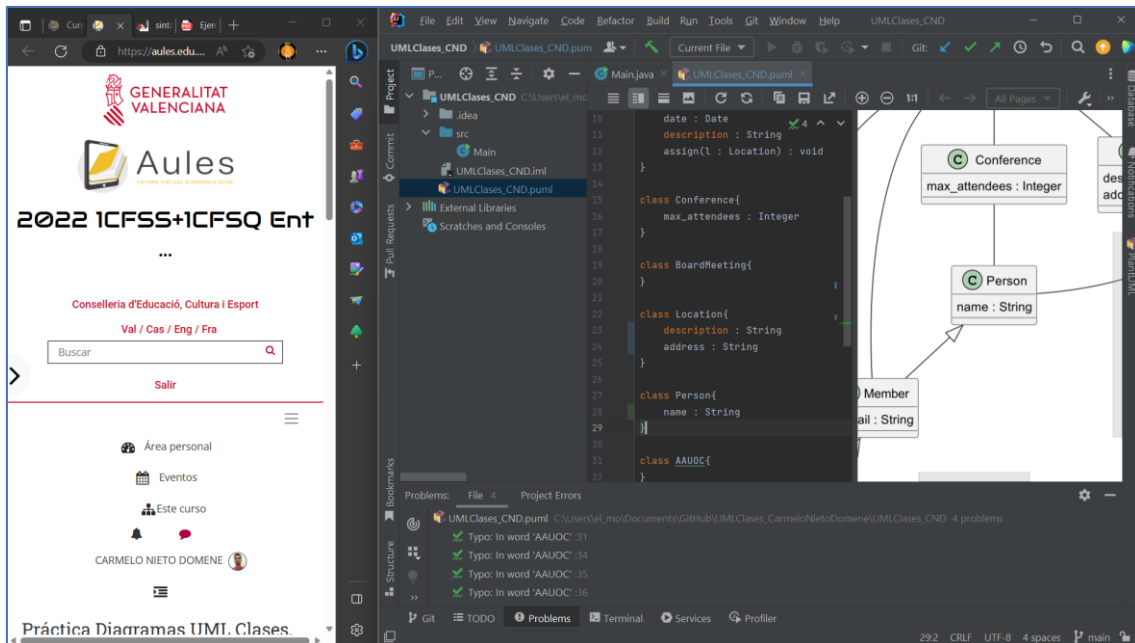 Cur
sint
Ejer
https://aules.edu....
GENERALITAT
VALENCIANA
Aules
2022 1CFSS+1CFSQ Ent
...
Conselleria d'Educació, Cultura i Esport
Val / Cas / Eng / Fra
Buscar
Salir
Área personal
Eventos
Este curso
CARMELO NIETO DOMENE
Práctica Diagramas UML Clases.
File Edit View Navigate Code Refactor Build Run Tools Git Window Help UMLClases_CND
UMLClases_CND UMLClases_CND.pum Current File Git:
P... Main.java UMLClases_CND.puml
Project
Commit
Pull Requests
Bookmarks
Structure
UMLClases_CND C:\Users\el_mo
.idea
src
Main
UMLClases_CND.iml
UMLClases_CND.puml
External Libraries
Scratches and Consoles
1:1 All Pages
4
10 date : Date
11 description : String
12 assign(l : Location) : void
13 }
14
15 class Conference{
16 max_attendees : Integer
17 }
18
19 class BoardMeeting{
20 }
21
22 class Location{
23 description : String
24 address : String
25 }
26
27 class Person{
28 name : String
29 }
30
31 class AAUOC{
32 }
C Conference
max_attendees : Integer
des
add
C Person
name : String
Member
ail : String
Database
Notifications
PlantUML
Problems: File 4 Project Errors
UMLClases_CND.puml C:\Users\el_mo\Documents\GitHub\UMLClases_CarmeloNietoDomene\UMLClases_CND 4 problems
Typo: In word 'AAUOC' :31
Typo: In word 'AAUOC' :34
Typo: In word 'AAUOC' :35
Typo: In word 'AAUOC' :36
Git TODO Problems Terminal Services Profiler
29:2 CRLF UTF-8 4 spaces main